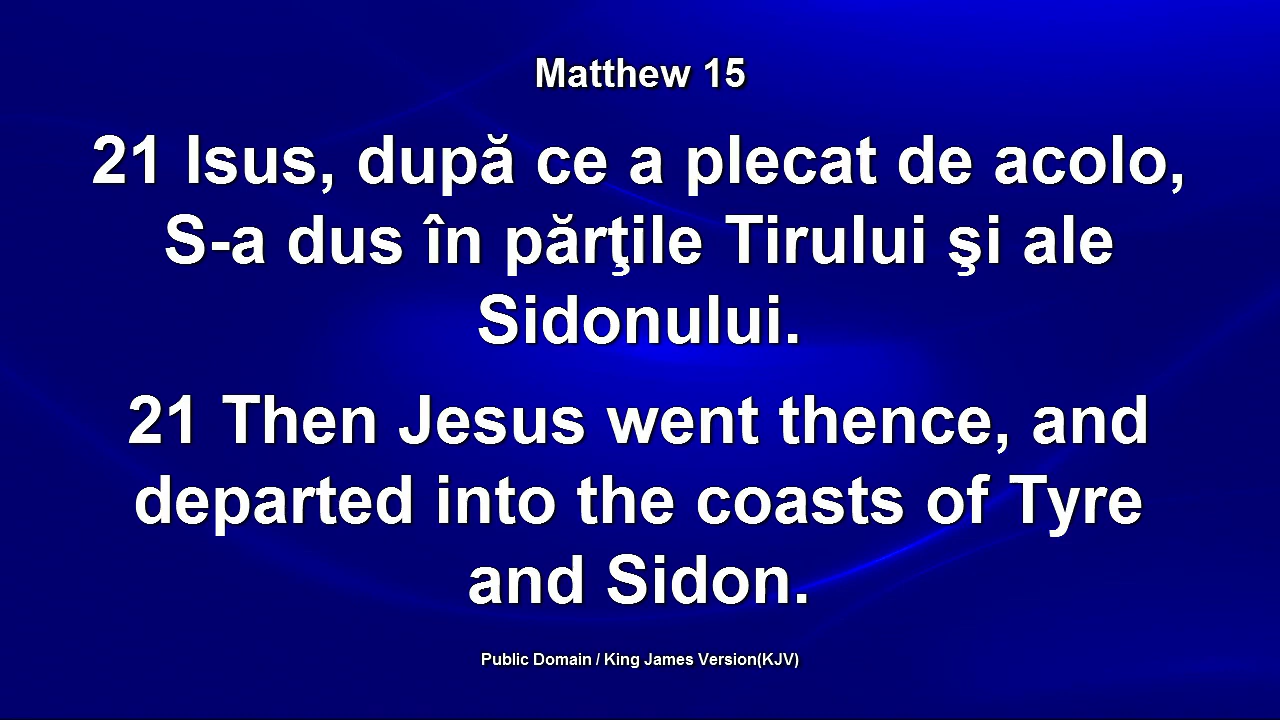 Matthew 15
21 Isus, după ce a plecat de acolo,
S-a dus în părţile Tirului şi ale
Sidonului.
21 Then Jesus went thence, and
departed into the coasts of Tyre
and Sidon.
Public Domain / King James Version(KJV)